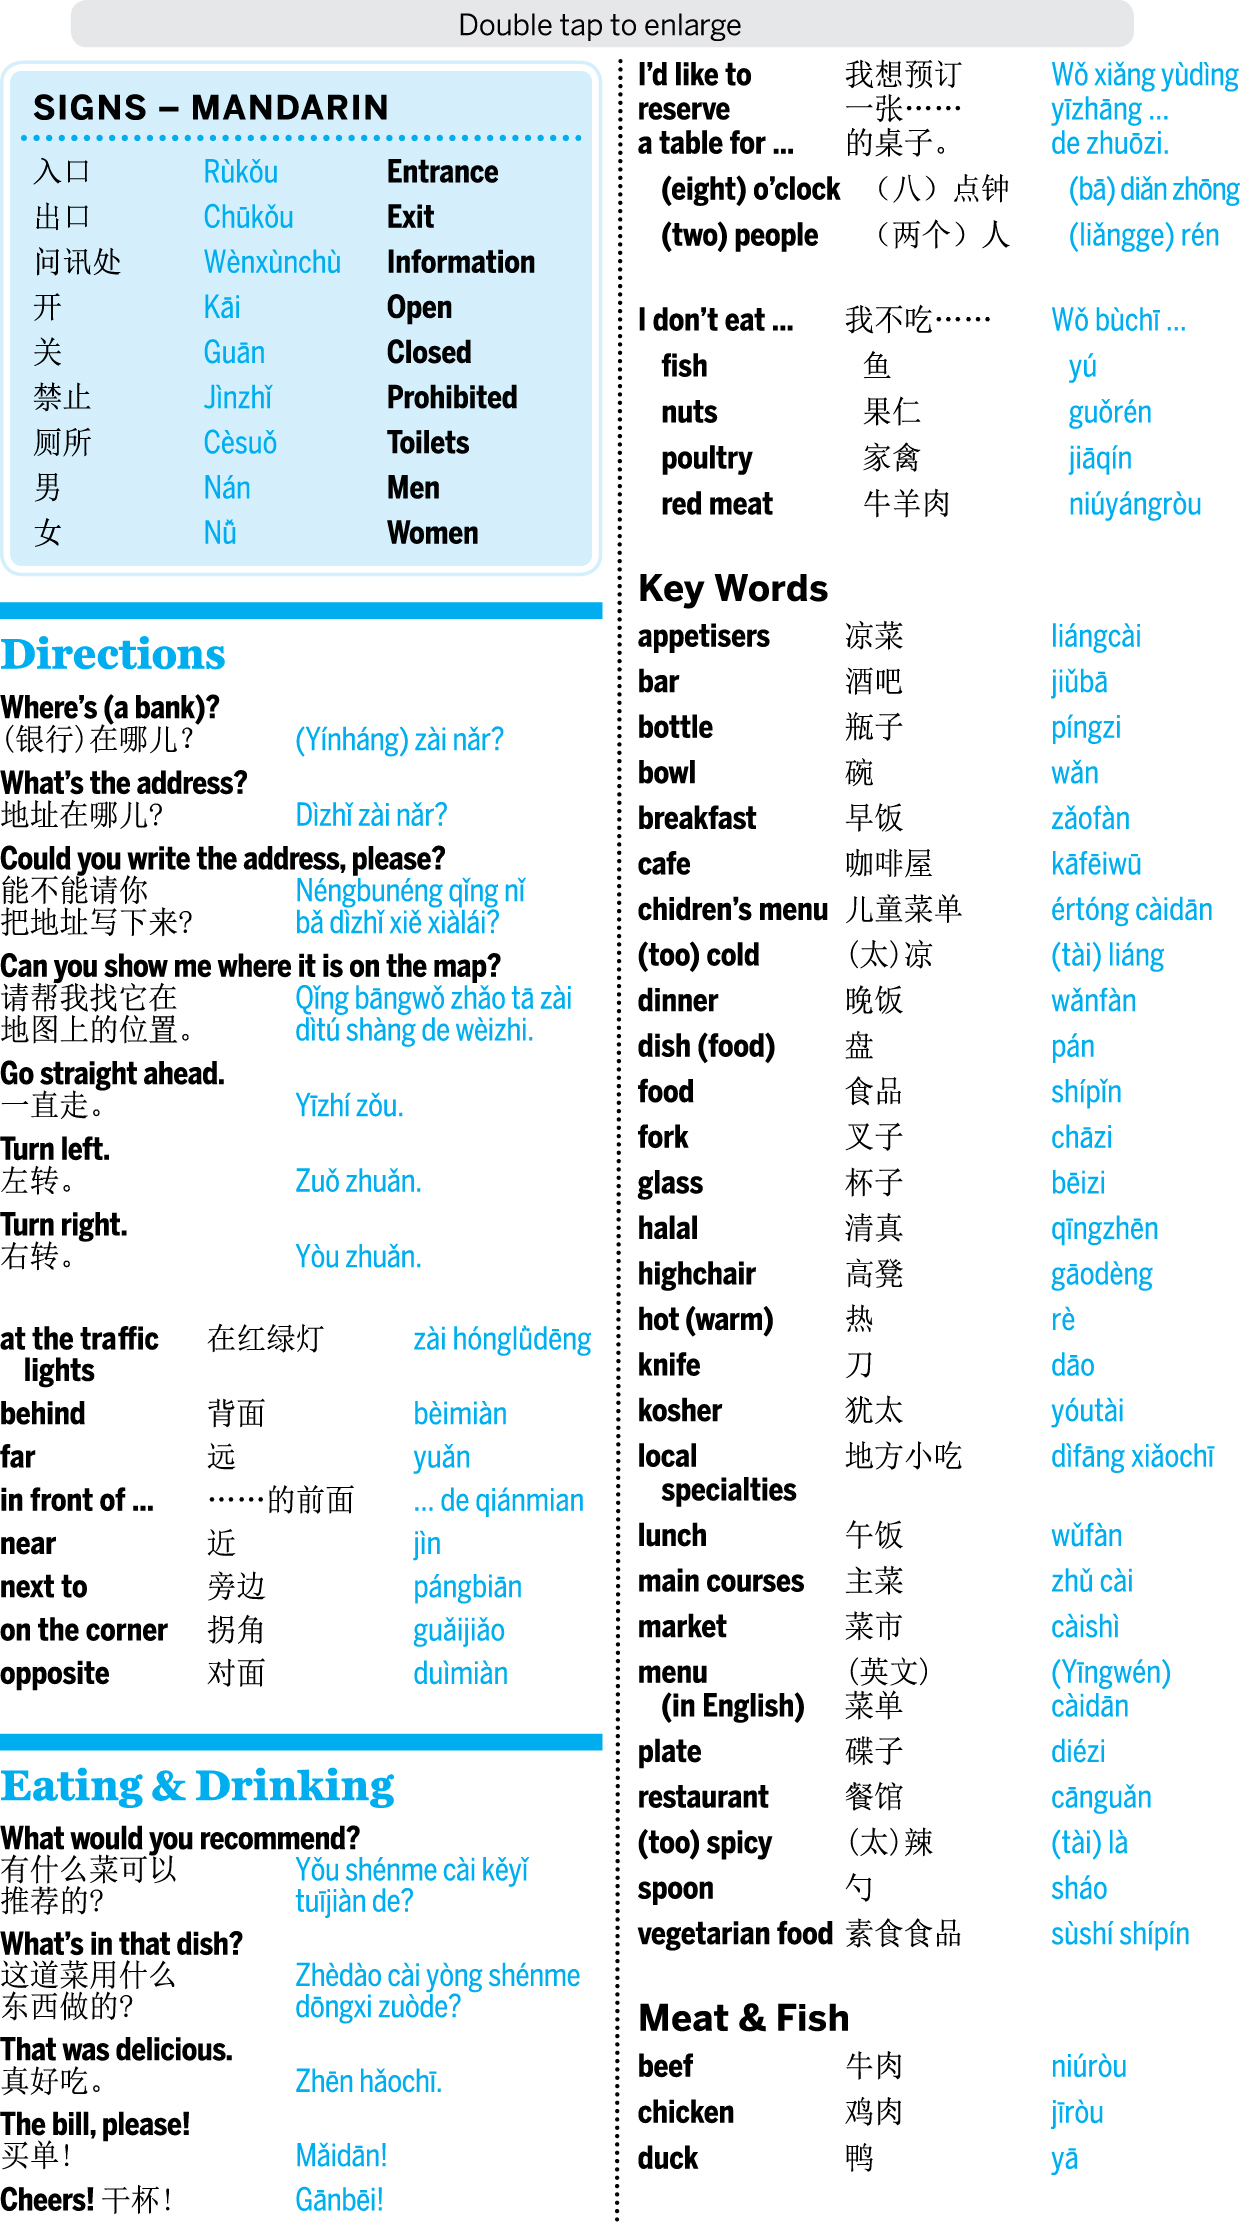 Double tap to enlarge
SIGNS – MANDARIN
入口 Rùkǒu Entrance
出口 Chūkǒu Exit
问讯处 Wènxùnchù Information
开 Kāi Open
关 Guān Closed
禁止 Jìnzhǐ Prohibited
厕所 Cèsuǒ Toilets
男 Nán Men
女 Nǚ Women
Directions
Where's (a bank)?
(银行)在哪儿? (Yínháng) zài nǎr?
What's the address?
地址在哪儿? Dìzhǐ zài nǎr?
Could you write the address, please?
能不能请你 Néngbunéng qǐng nǐ
把地址写下来? bǎ dìzhǐ xiě xiàlái?
Can you show me where it is on the map?
请帮我找它在 Qǐng bāngwǒ zhǎo tā zài
地图上的位置。 dìtú shàng de wèizhi.
Go straight ahead.
一直走。 Yīzhí zǒu.
Turn left.
左转。 Zuǒ zhuǎn.
Turn right.
右转。 Yòu zhuǎn.
at the traffic 在红绿灯 zài hónglǜdēng
lights
behind 背面 bèimiàn
far 远 yuǎn
in front of ... ……的前面 ... de qiánmian
near 近 jìn
next to 旁边 pángbiān
on the corner 拐角 guǎijiǎo
opposite 对面 duìmiàn
Eating & Drinking
What would you recommend?
有什么菜可以 Yǒu shénme cài kěyǐ
推荐的? tuījiàn de?
What's in that dish?
这道菜用什么 Zhèdào cài yòng shénme
东西做的? dōngxi zuòde?
That was delicious.
真好吃。 Zhēn hǎochī.
The bill, please!
买单! Mǎidān!
Cheers! 干杯! Gānbēi!
I'd like to 我想预订 Wǒ xiǎng yùdìng
reserve 一张…… yīzhāng ...
a table for ... 的桌子。 de zhuōzi.
(eight) o'clock (八)点钟 (bā) diǎn zhōng
(two) people (两个)人 (liǎngge) rén
I don't eat ... 我不吃…… Wǒ bùchī ...
fish 鱼 yú
nuts 果仁 guǒrén
poultry 家禽 jiāqín
red meat 牛羊肉 niúyángròu
Key Words
appetisers 凉菜 liángcài
bar 酒吧 jiǔbā
bottle 瓶子 píngzi
bowl 碗 wǎn
breakfast 早饭 zǎofàn
cafe 咖啡屋 kāfēiwū
chidren's menu 儿童菜单 értóng càidān
(too) cold (太)凉 (tài) liáng
dinner 晚饭 wǎnfàn
dish (food) 盘 pán
food 食品 shípǐn
fork 叉子 chāzi
glass 杯子 bēizi
halal 清真 qīngzhēn
highchair 高凳 gāodèng
hot (warm) 热 rè
knife 刀 dāo
kosher 犹太 yóutài
local 地方小吃 dìfāng xiǎochī
specialties
lunch 午饭 wǔfàn
main courses 主菜 zhǔ cài
market 菜市 càishì
menu (英文) (Yīngwén)
(in English) 菜单 càidān
plate 碟子 diézi
restaurant 餐馆 cānguǎn
(too) spicy (太)辣 (tài) là
spoon 勺 sháo
vegetarian food 素食食品 sùshí shípín
Meat & Fish
beef 牛肉 niúròu
chicken 鸡肉 jīròu
duck 鸭 yā